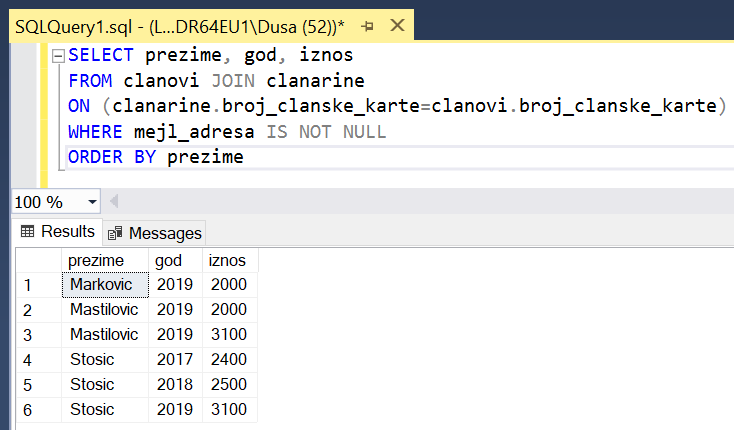 SQLQuery1.sql - (L...DR64EU1\Dusa (52))*
SELECT prezime, god, iznos
FROM clanovi JOIN clanarine
ON (clanarine.broj_clanske_karte=clanovi.broj_clanske_karte)
WHERE mejl_adresa IS NOT NULL
ORDER BY prezime
100 %
Results Messages
prezime god iznos
1 Markovic 2019 2000
2 Mastilovic 2019 2000
3 Mastilovic 2019 3100
4 Stosic 2017 2400
5 Stosic 2018 2500
6 Stosic 2019 3100